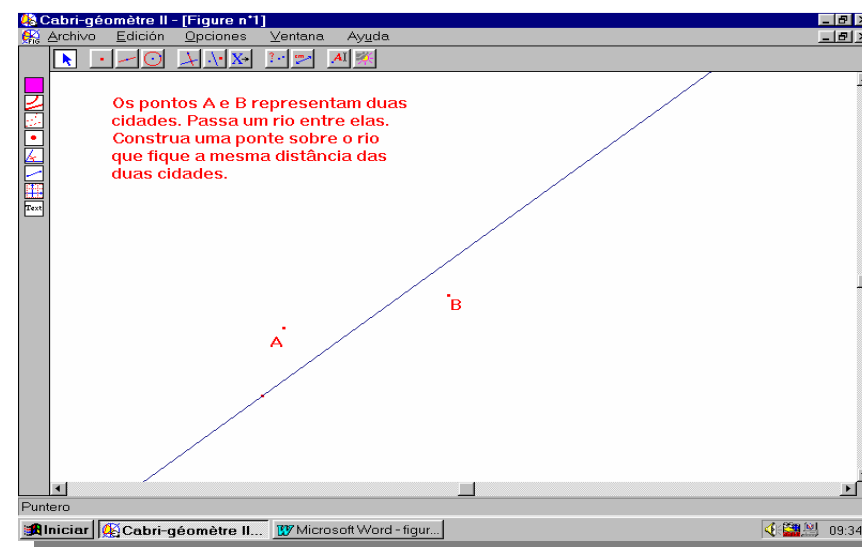 Cabri-géomètre II - [Figure n°1]
Archivo Edición Opciones Ventana Ayuda
Os pontos A e B representam duas
cidades. Passa um rio entre elas.
Construa uma ponte sobre o rio
que fique a mesma distância das
duas cidades.
Text
B
A
Puntero
Iniciar Cabri-géomètre II... Microsoft Word - figur... 09:34